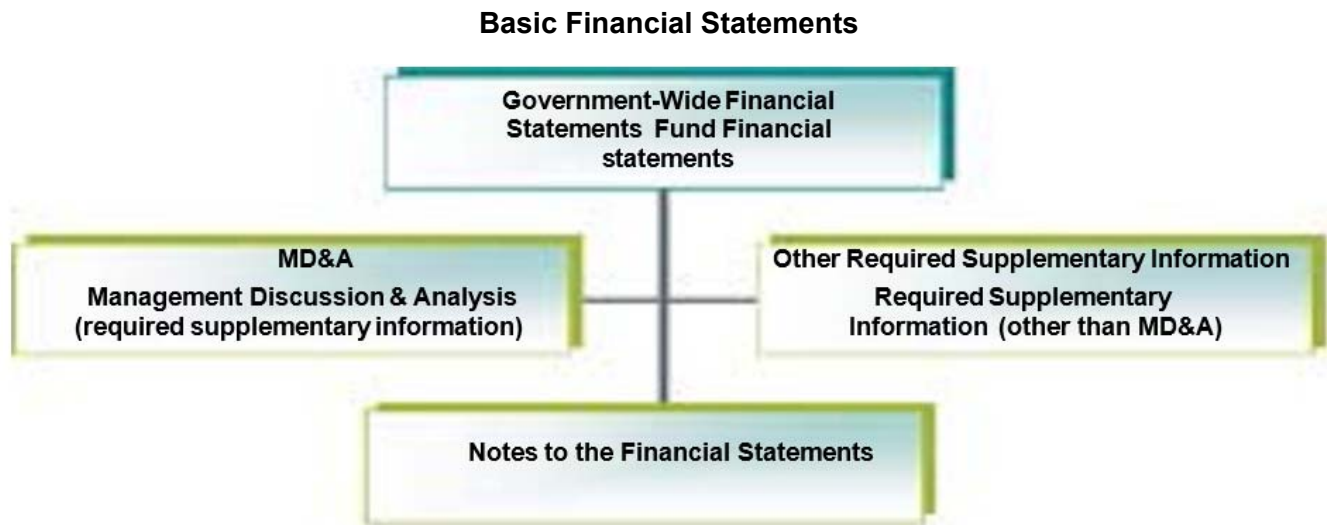 Basic Financial Statements
Government-Wide Financial
Statements Fund Financial
statements
MD&A
Management Discussion & Analysis
(required supplementary information)
Other Required Supplementary Information
Required Supplementary
Information (other than MD&A)
Notes to the Financial Statements